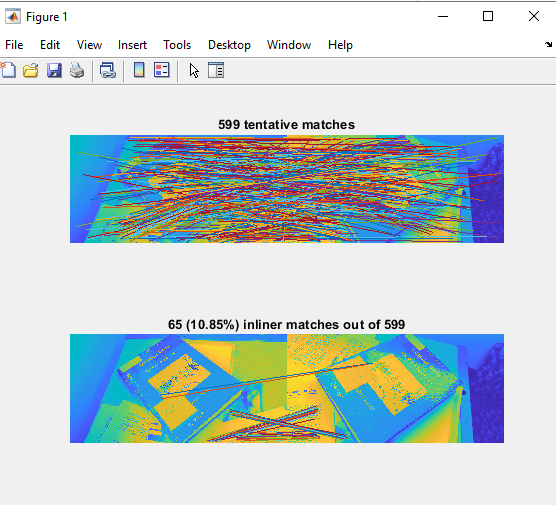 Figure 1
File Edit View Insert Tools Desktop Window Help
599 tentative matches
65 (10.85%) inliner matches out of 599